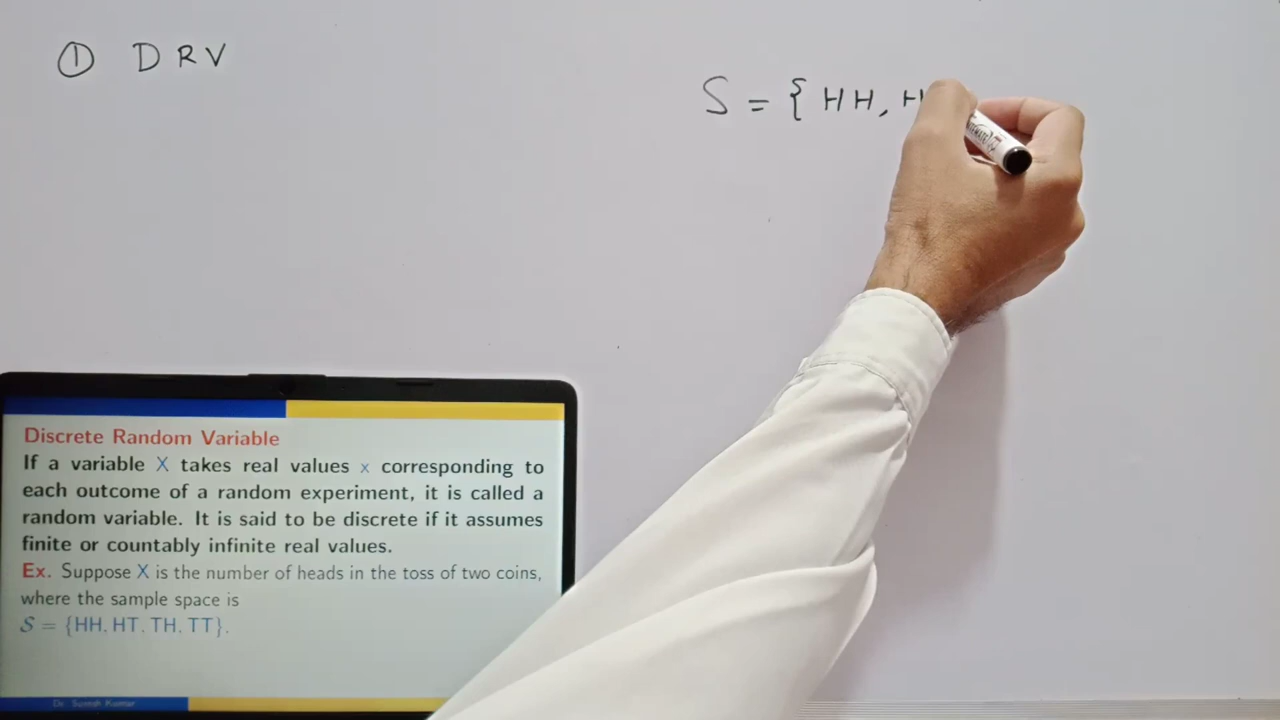 ① DRV
S = { HH, H
Discrete Random Variable
If a variable X takes real values x corresponding to
each outcome of a random experiment, it is called a
random variable. It is said to be discrete if it assumes
finite or countably infinite real values.
Ex. Suppose X is the number of heads in the toss of two coins,
where the sample space is
S = {HH, HT, TH, TT}.
Dr. Suresh Kumar